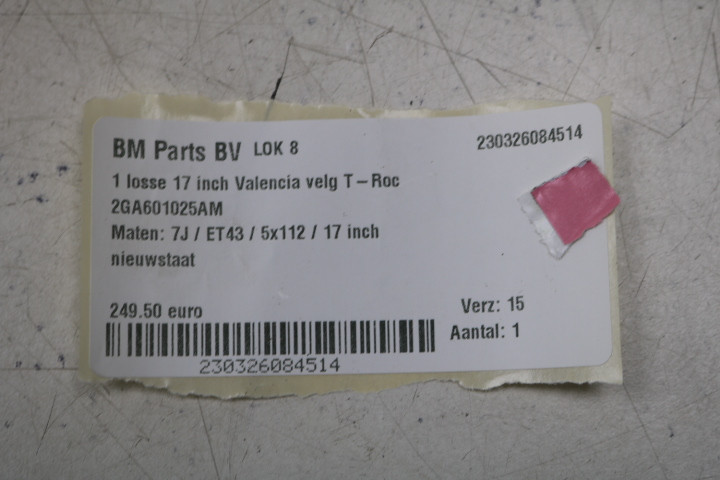 BM Parts BV LOK 8 230326084514
1 losse 17 inch Valencia velg T-Roc
2GA601025AM
Maten: 7J / ET43 / 5x112 / 17 inch
nieuwstaat
249.50 euro Verz: 15
Aantal: 1
230326084514